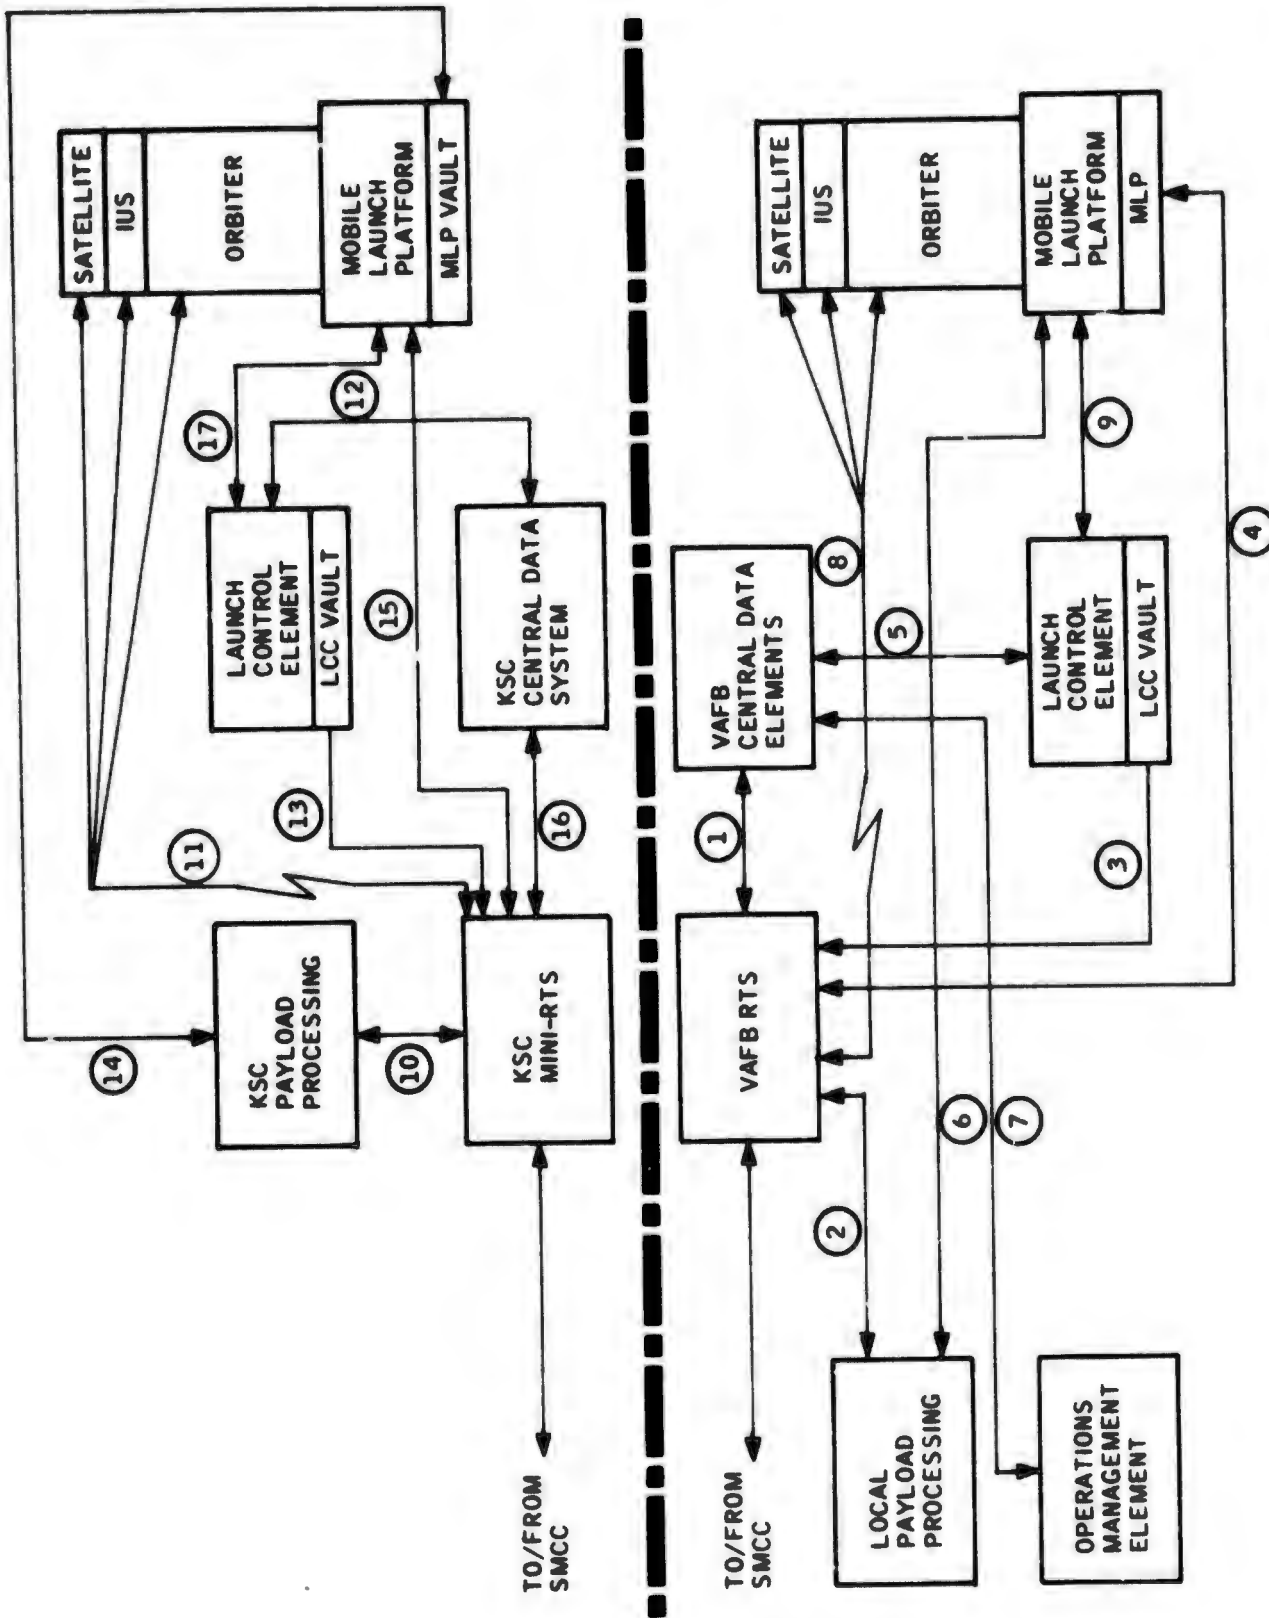 14
KSC
PAYLOAD
PROCESSING
11
SATELLITE
IUS
ORBITER
MOBILE
LAUNCH
PLATFORM
MLP VAULT
17
12
LAUNCH
CONTROL
ELEMENT
LCC VAULT
13
15
10
KSC
MINI-RTS
16
KSC
CENTRAL DATA
SYSTEM
TO/FROM
SMCC
TO/FROM
SMCC
VAFB RTS
1
VAFB
CENTRAL DATA
ELEMENTS
8
SATELLITE
IUS
ORBITER
MOBILE
LAUNCH
PLATFORM
MLP
2
5
9
LOCAL
PAYLOAD
PROCESSING
6
7
LAUNCH
CONTROL
ELEMENT
LCC VAULT
3
4
OPERATIONS
MANAGEMENT
ELEMENT